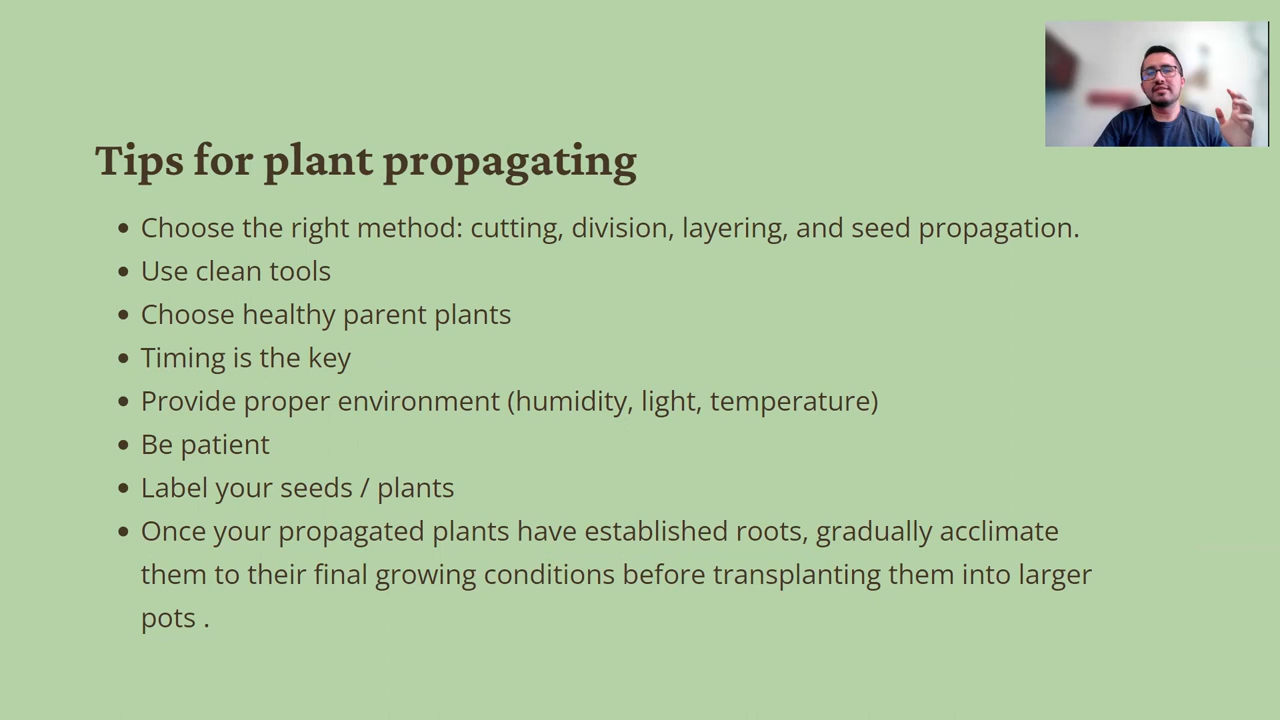 Tips for plant propagating
• Choose the right method: cutting, division, layering, and seed propagation.
• Use clean tools
• Choose healthy parent plants
• Timing is the key
• Provide proper environment (humidity, light, temperature)
• Be patient
• Label your seeds / plants
• Once your propagated plants have established roots, gradually acclimate
them to their final growing conditions before transplanting them into larger
pots .